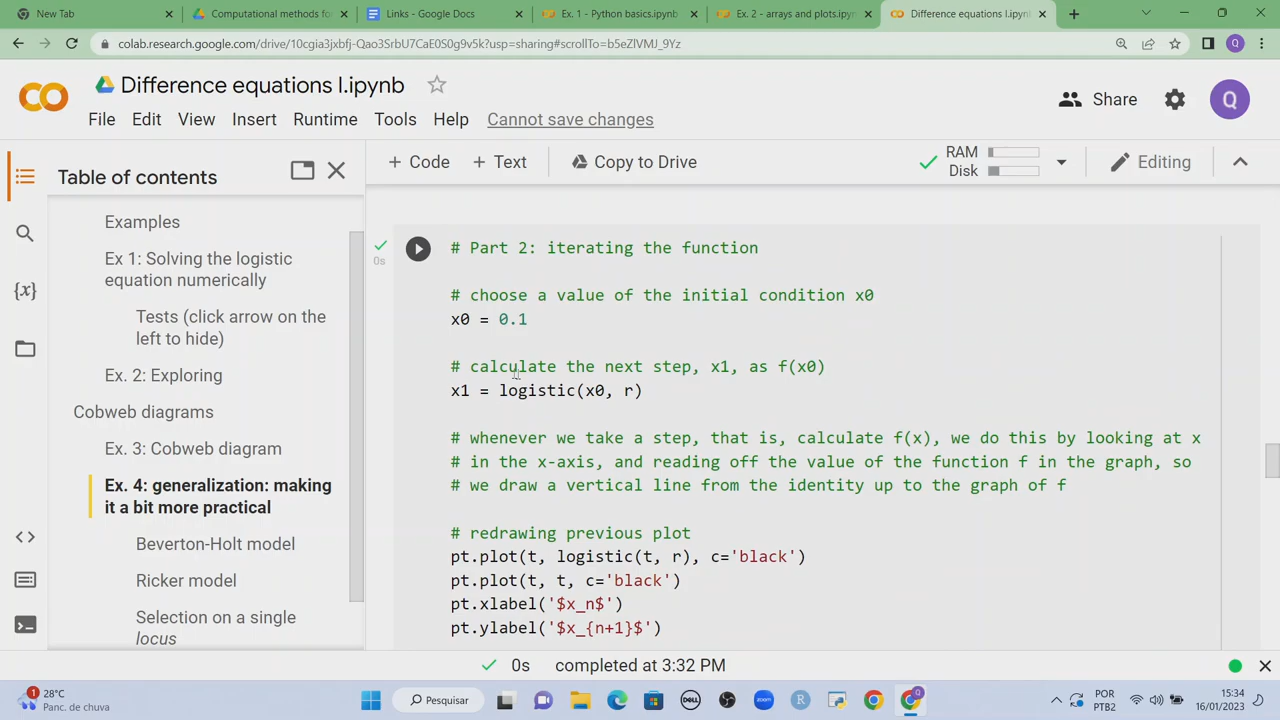 New Tab
Computational methods fo
Links - Google Docs
Ex. 1 - Python basics.ipynb
Ex. 2 - arrays and plots.ipynb
Difference equations I.ipynb
colab.research.google.com/drive/10cgia3jxbfj-Qao3SrbU7CaE0S0g9v5k?usp=sharing#scrollTo=b5eZlVMJ_9Yz
Q
Difference equations I.ipynb
Share
Q
File Edit View Insert Runtime Tools Help Cannot save changes
Table of contents
+ Code + Text
Copy to Drive
RAM
Disk
Editing
Examples
Ex 1: Solving the logistic
equation numerically
Tests (click arrow on the
left to hide)
Ex. 2: Exploring
Cobweb diagrams
Ex. 3: Cobweb diagram
Ex. 4: generalization: making
it a bit more practical
Beverton-Holt model
Ricker model
Selection on a single
locus
{x}
0s
# Part 2: iterating the function
# choose a value of the initial condition x0
x0 = 0.1
# calculate the next step, x1, as f(x0)
x1 = logistic(x0, r)
# whenever we take a step, that is, calculate f(x), we do this by looking at x
# in the x-axis, and reading off the value of the function f in the graph, so
# we draw a vertical line from the identity up to the graph of f
# redrawing previous plot
pt.plot(t, logistic(t, r), c='black')
pt.plot(t, t, c='black')
pt.xlabel('$x_n$')
pt.ylabel('$x_{n+1}$')
0s completed at 3:32 PM
1
28°C
Parc. de chuva
Pesquisar
DELL
zoom
R
Q
POR
PTB2
15:34
16/01/2023